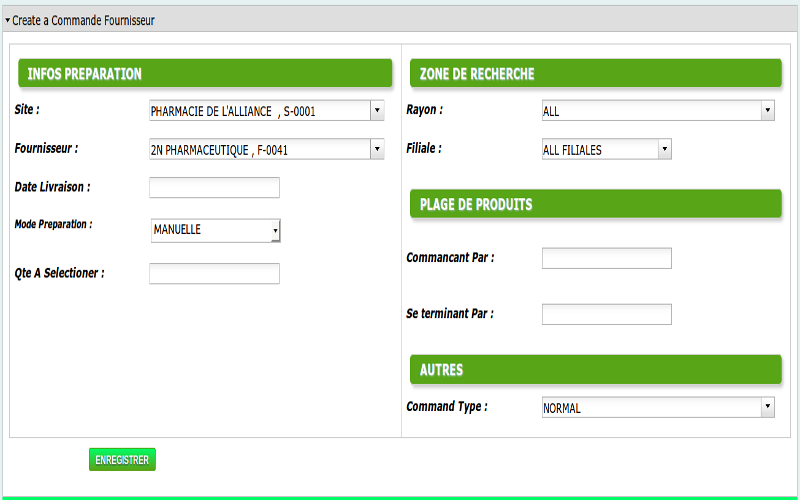 Create a Commande Fournisseur
INFOS PREPARATION
Site :
PHARMACIE DE L'ALLIANCE , S-0001
Fournisseur :
2N PHARMACEUTIQUE , F-0041
Date Livraison :
Mode Preparation :
MANUELLE
Qte A Selectioner :
ZONE DE RECHERCHE
Rayon :
ALL
Filiale :
ALL FILIALES
PLAGE DE PRODUITS
Commancant Par :
Se terminant Par :
AUTRES
Command Type :
NORMAL
ENREGISTRER